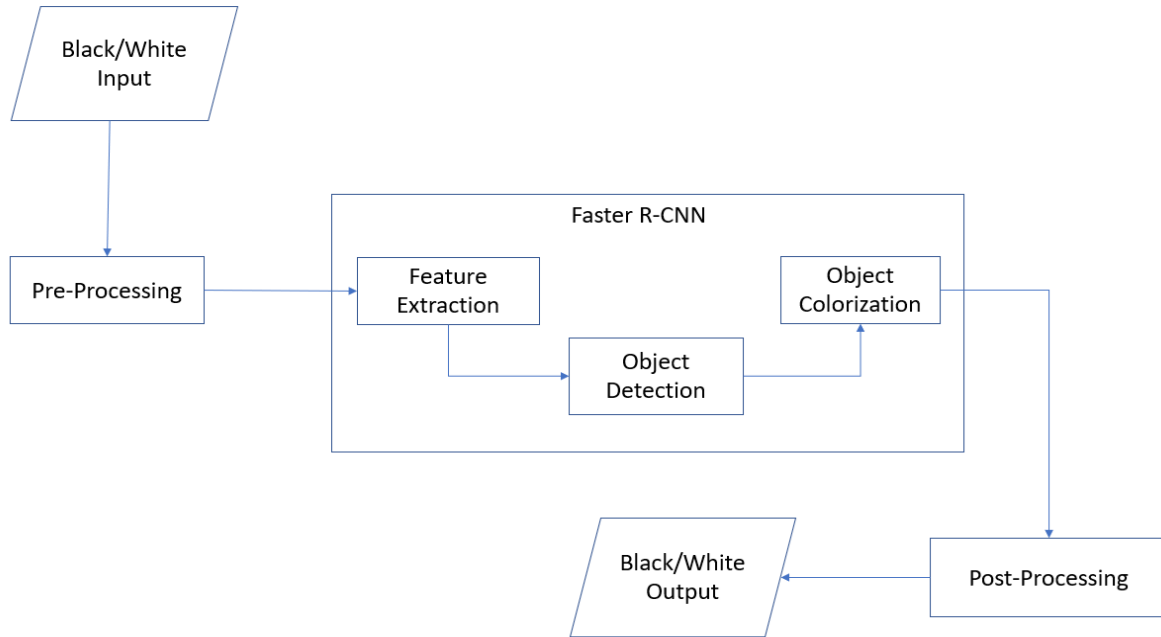 Black/White
Input
Pre-Processing
Faster R-CNN
Feature
Extraction
Object
Detection
Object
Colorization
Post-Processing
Black/White
Output